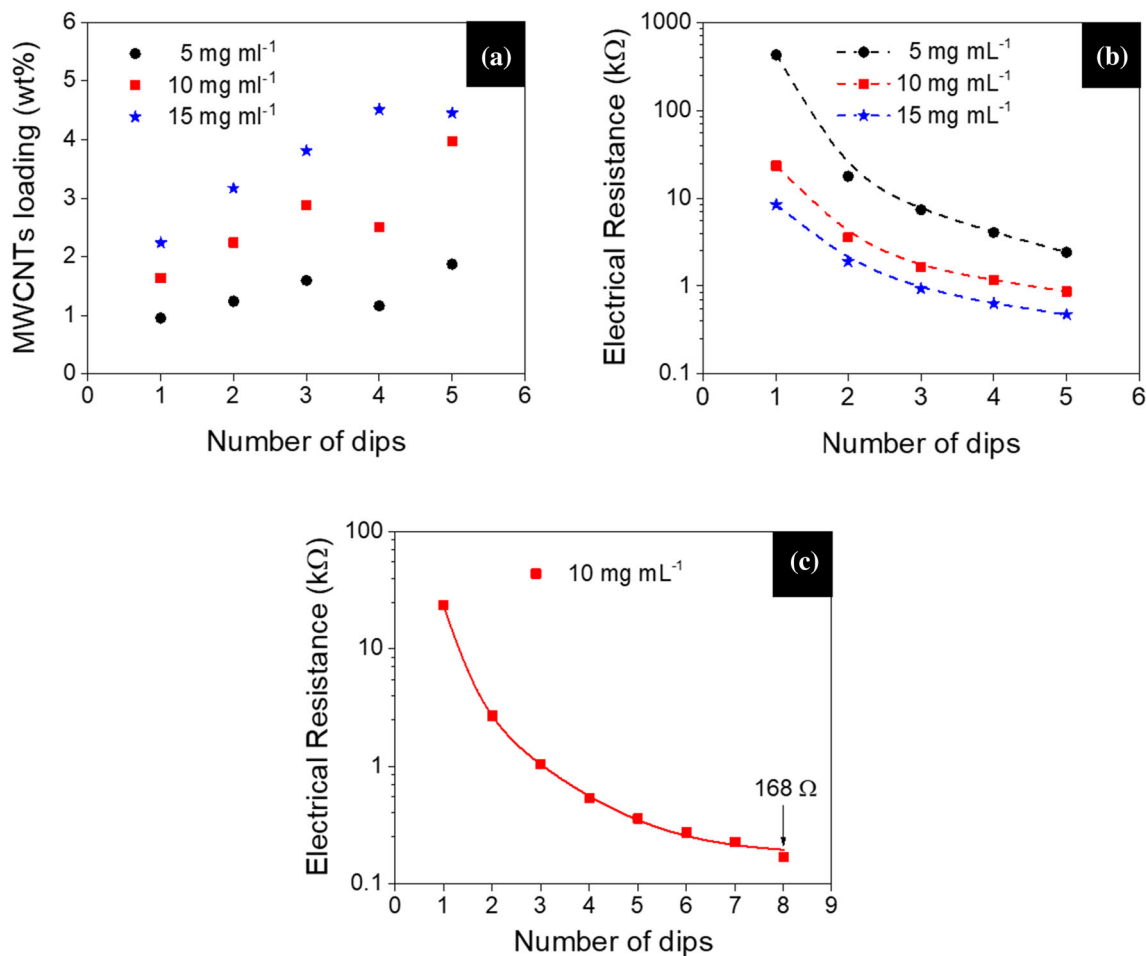 (a)
MWCNTs loading (wt%)
6
5
4
3
2
1
0
5 mg ml⁻¹
10 mg ml⁻¹
15 mg ml⁻¹
0 1 2 3 4 5 6
Number of dips
(b)
Electrical Resistance (kΩ)
1000
100
10
1
0.1
5 mg mL⁻¹
10 mg mL⁻¹
15 mg mL⁻¹
0 1 2 3 4 5 6
Number of dips
(c)
Electrical Resistance (kΩ)
100
10
1
0.1
10 mg mL⁻¹
168 Ω
0 1 2 3 4 5 6 7 8 9
Number of dips